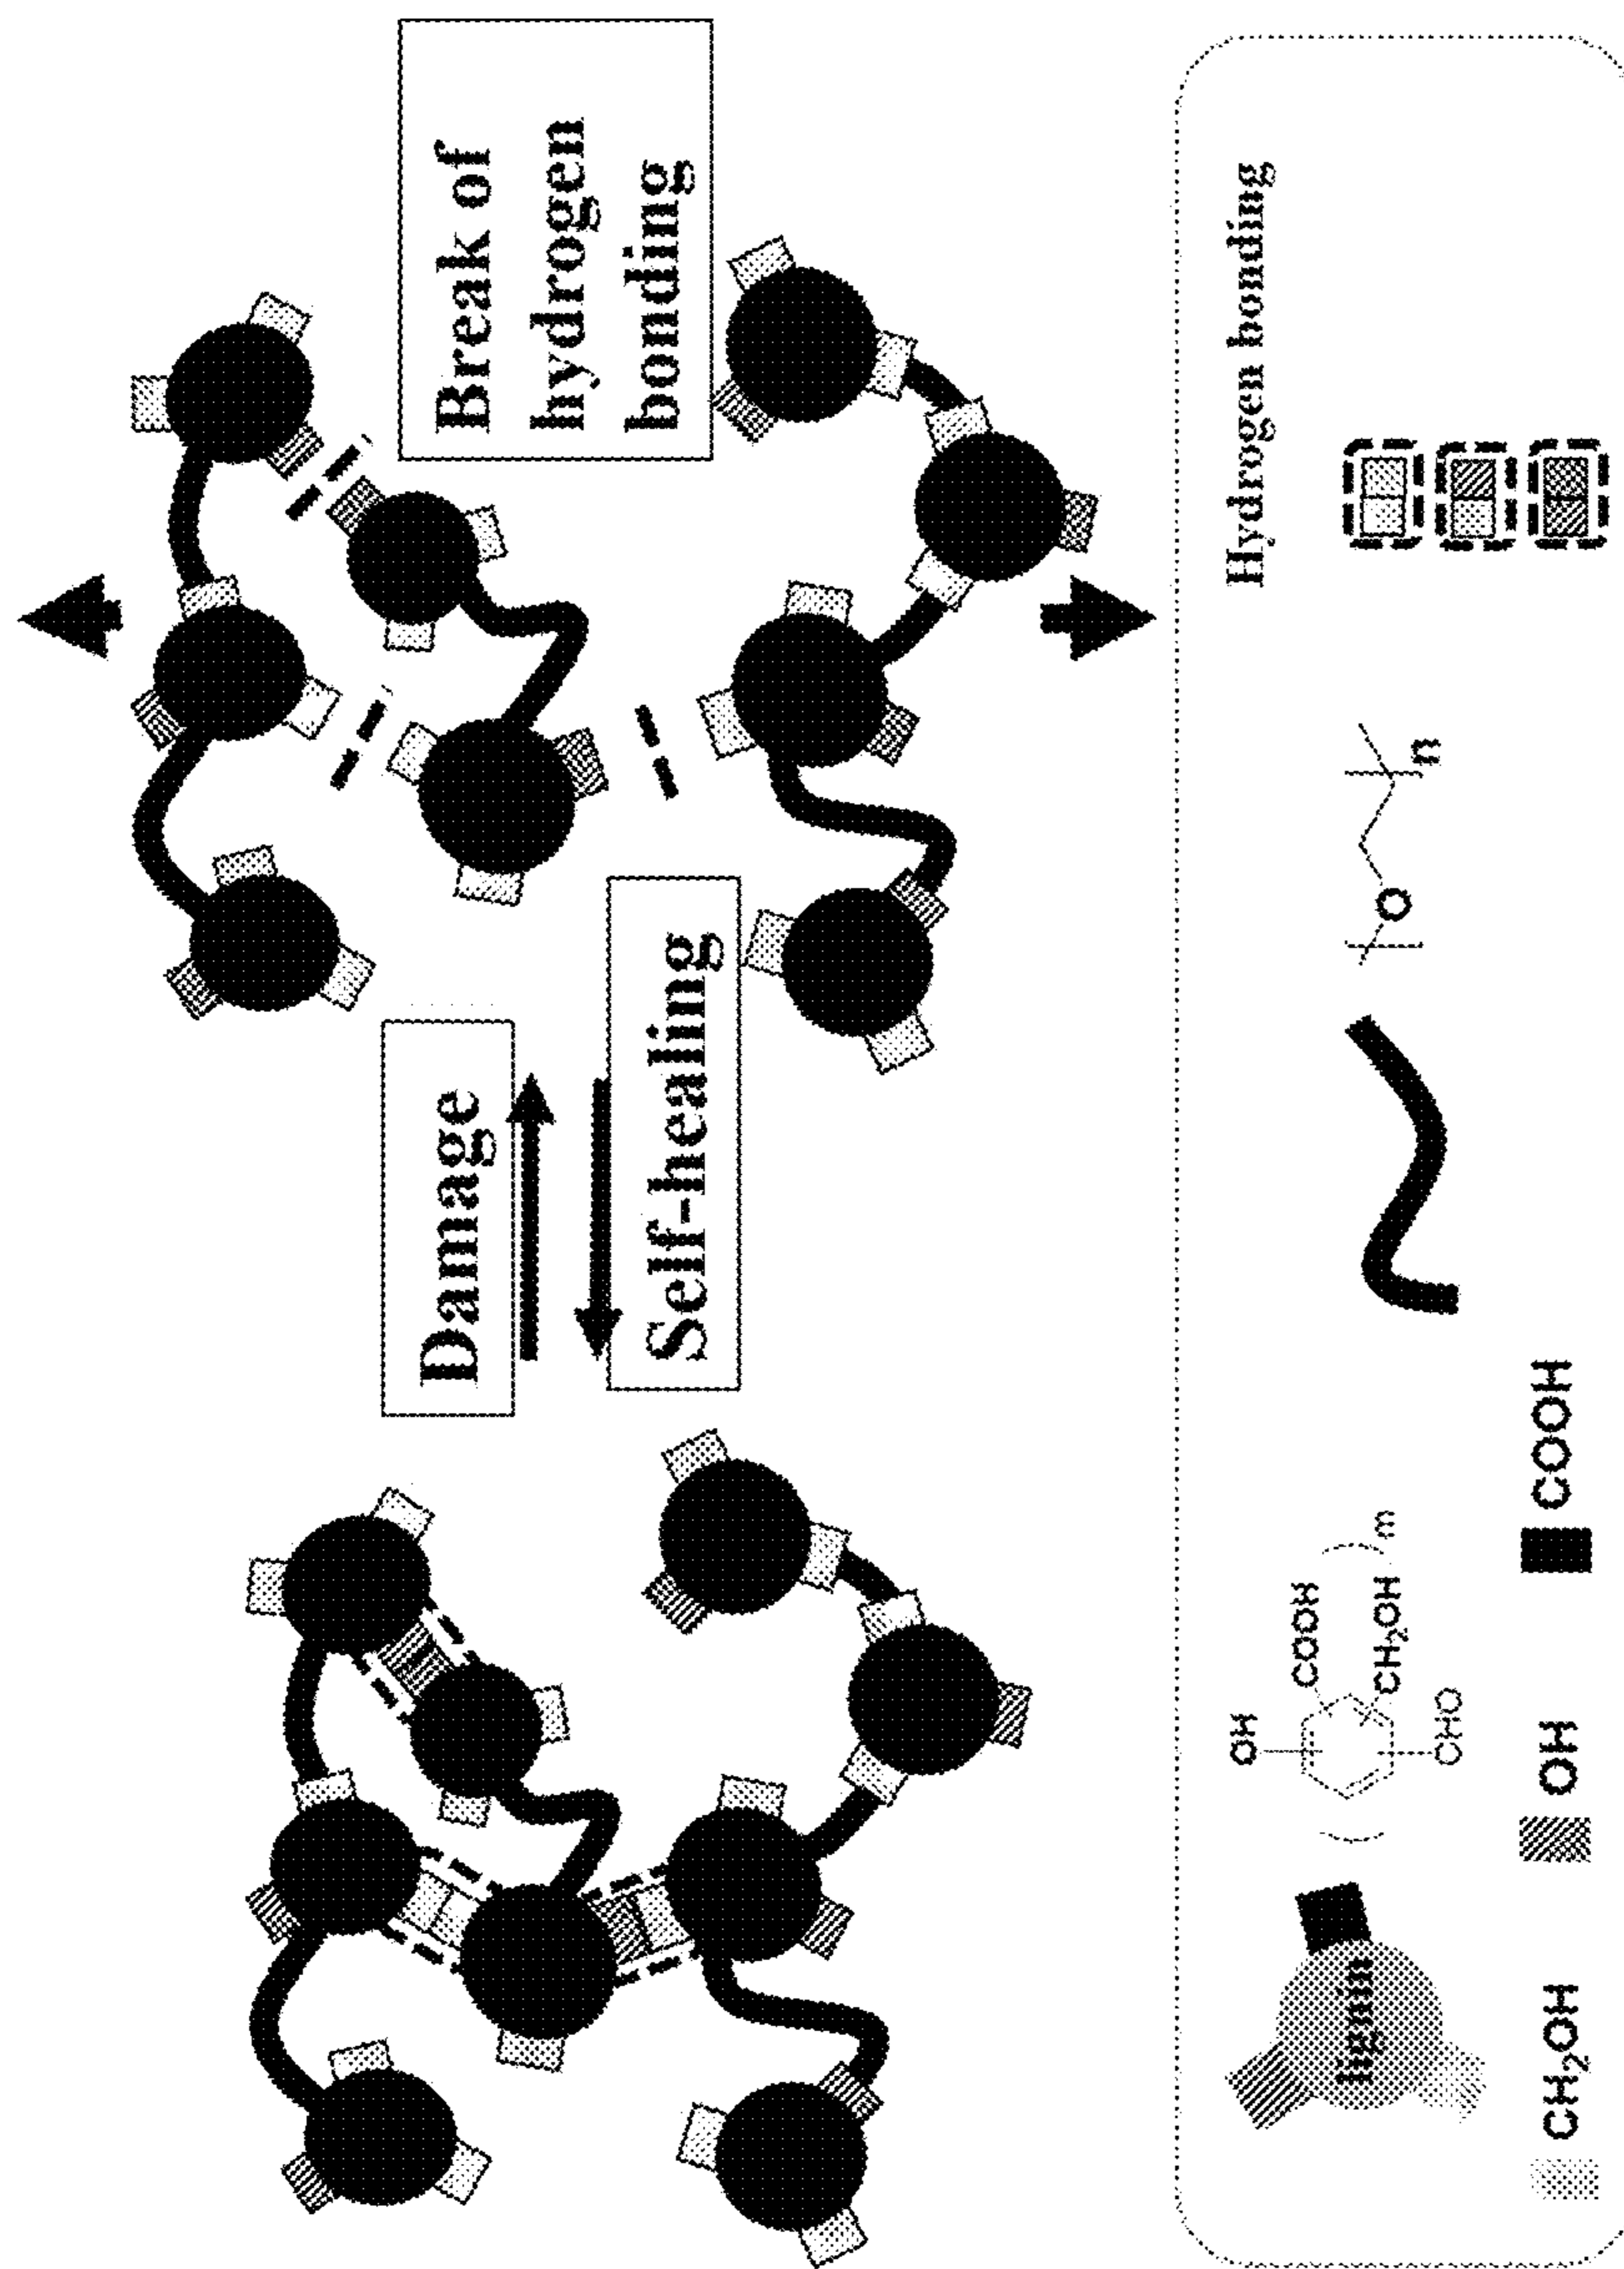 Damage
Self-healing
Break of
hydrogen
bonding
Hydrogen bonding
lignin
OH
COOH
m
CH₂OH
CHO
O
n
CH₂OH
OH
COOH